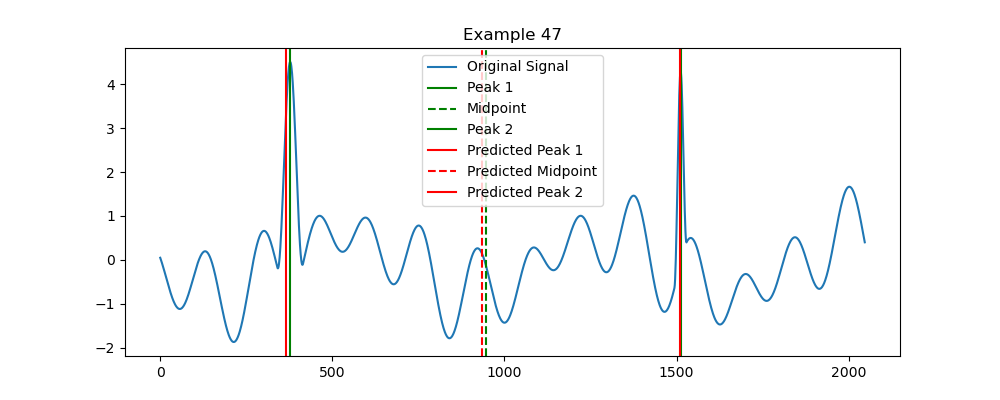 Example 47
Original Signal
Peak 1
Midpoint
Peak 2
Predicted Peak 1
Predicted Midpoint
Predicted Peak 2
4
3
2
1
0
−1
−2
0 500 1000 1500 2000